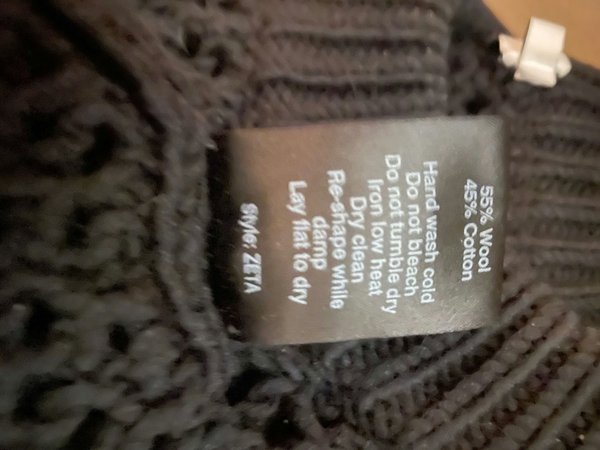 55% Wool
45% Cotton
Hand wash cold
Do not bleach
Do not tumble dry
Iron low heat
Dry clean
Re-shape while
damp
Lay flat to dry
Style: ZETA